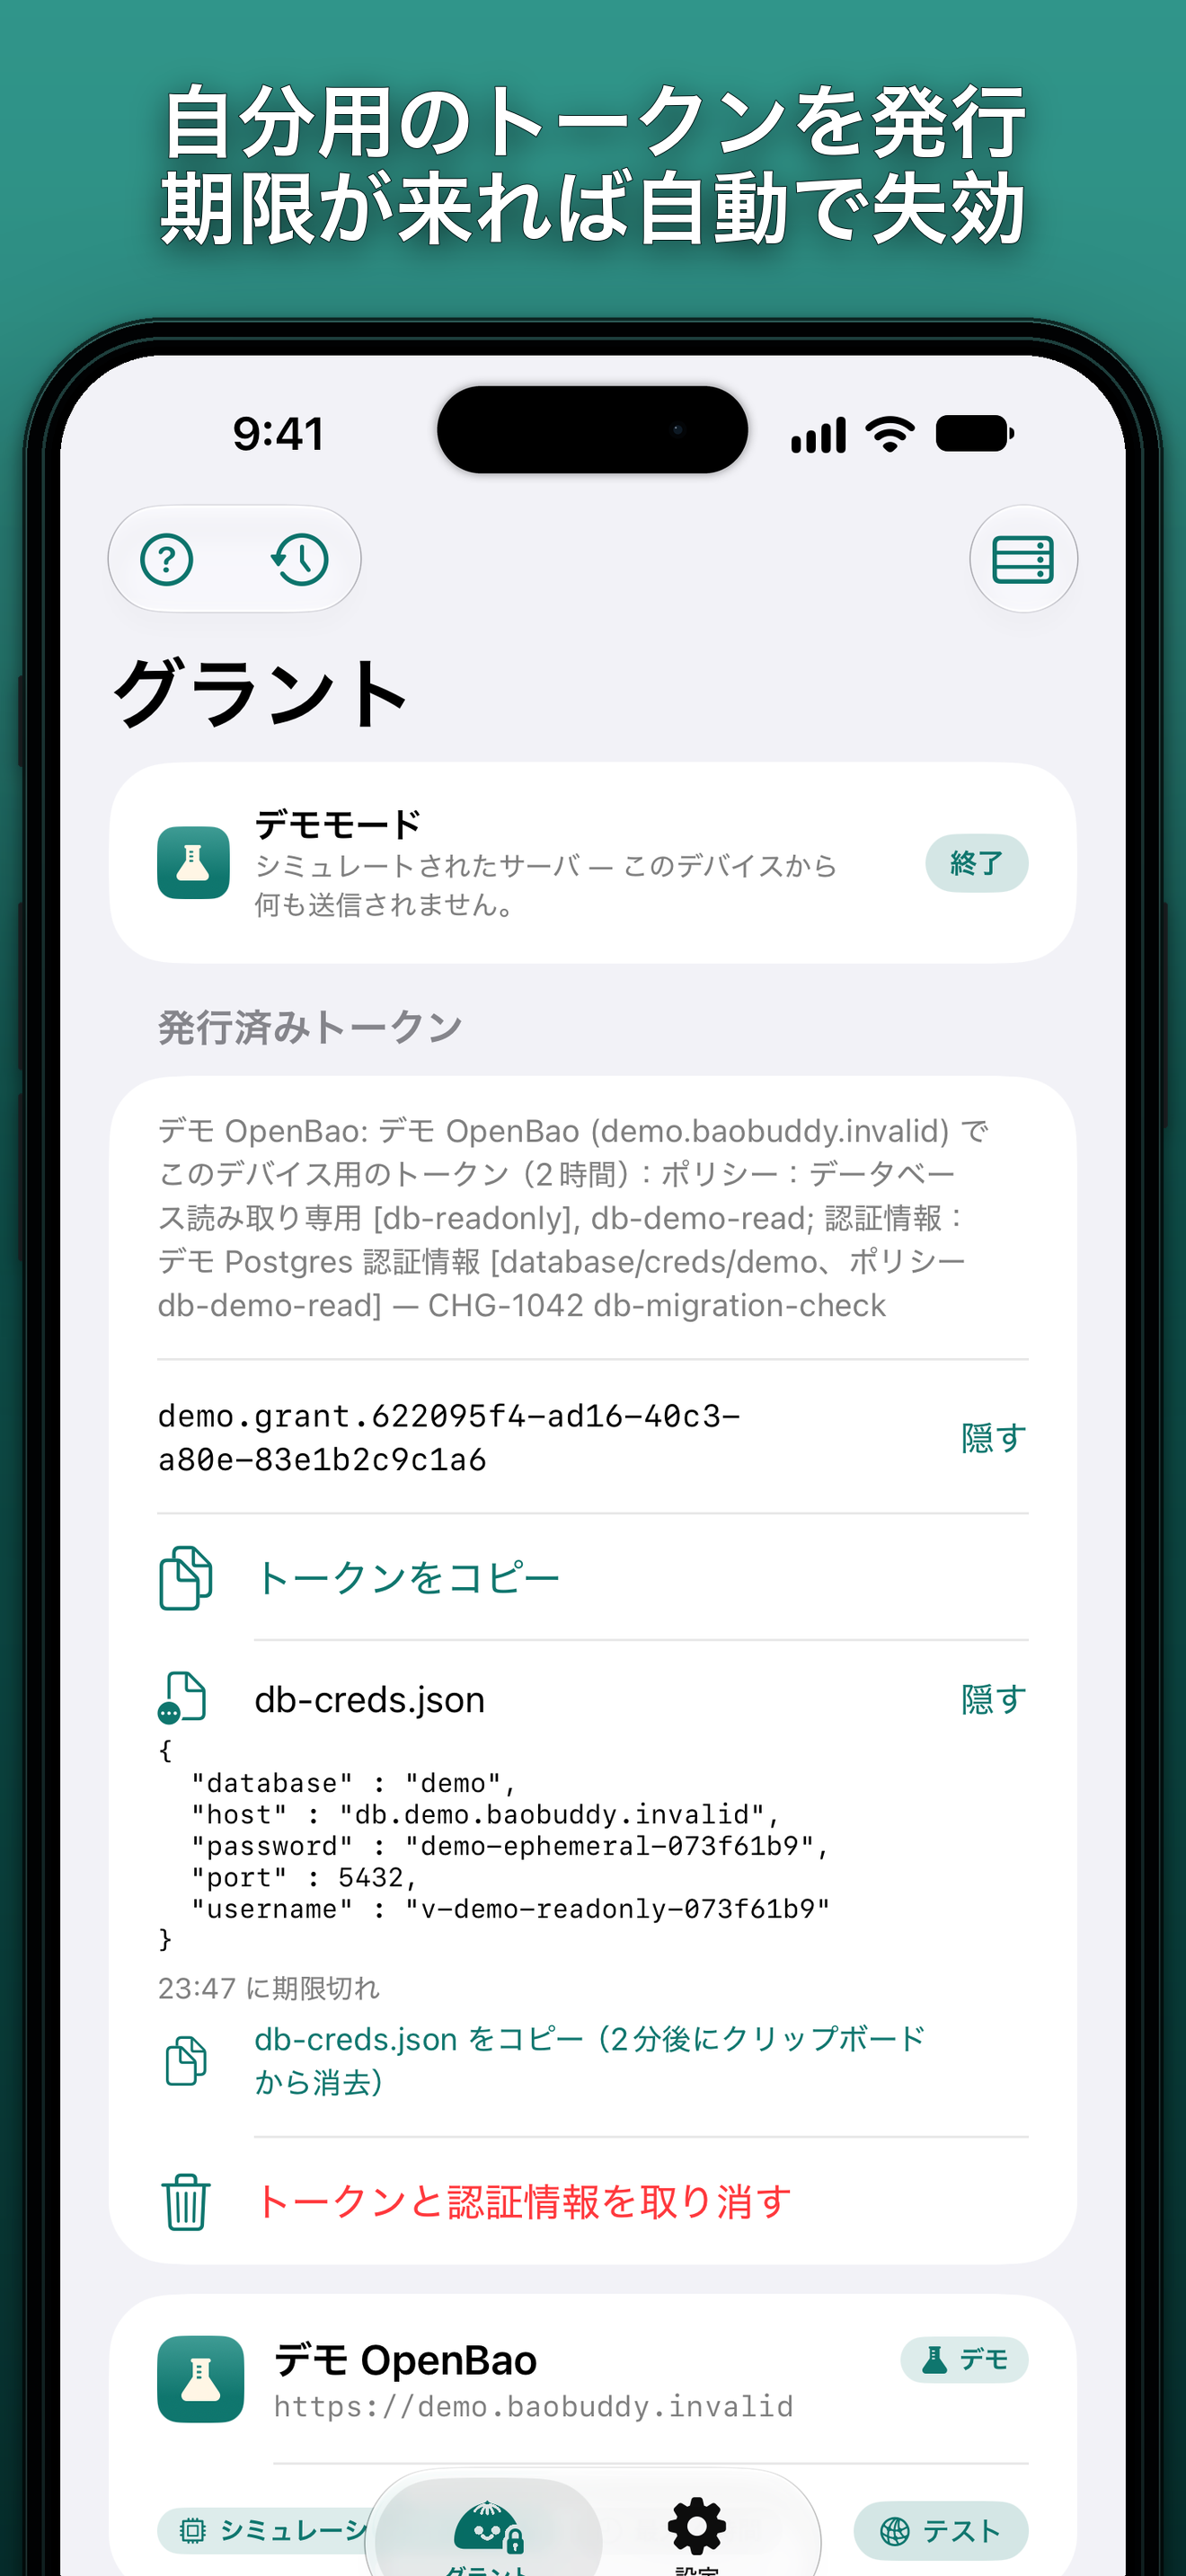 自分用のトークンを発行
期限が来れば自動で失効
9:41
グラント
デモモード
シミュレートされたサーバ — このデバイスから
何も送信されません。
終了
発行済みトークン
デモ OpenBao: デモ OpenBao (demo.baobuddy.invalid) で
このデバイス用のトークン（2 時間）：ポリシー：データベー
ス読み取り専用 [db-readonly], db-demo-read; 認証情報：
デモ Postgres 認証情報 [database/creds/demo、ポリシー
db-demo-read] — CHG-1042 db-migration-check
demo.grant.622095f4-ad16-40c3-
a80e-83e1b2c9c1a6
隠す
トークンをコピー
db-creds.json
隠す
{
"database" : "demo",
"host" : "db.demo.baobuddy.invalid",
"password" : "demo-ephemeral-073f61b9",
"port" : 5432,
"username" : "v-demo-readonly-073f61b9"
}
23:47 に期限切れ
db-creds.json をコピー（2 分後にクリップボード
から消去）
トークンと認証情報を取り消す
デモ OpenBao
デモ
https://demo.baobuddy.invalid
シミュレーシ
テスト
グラント
設定